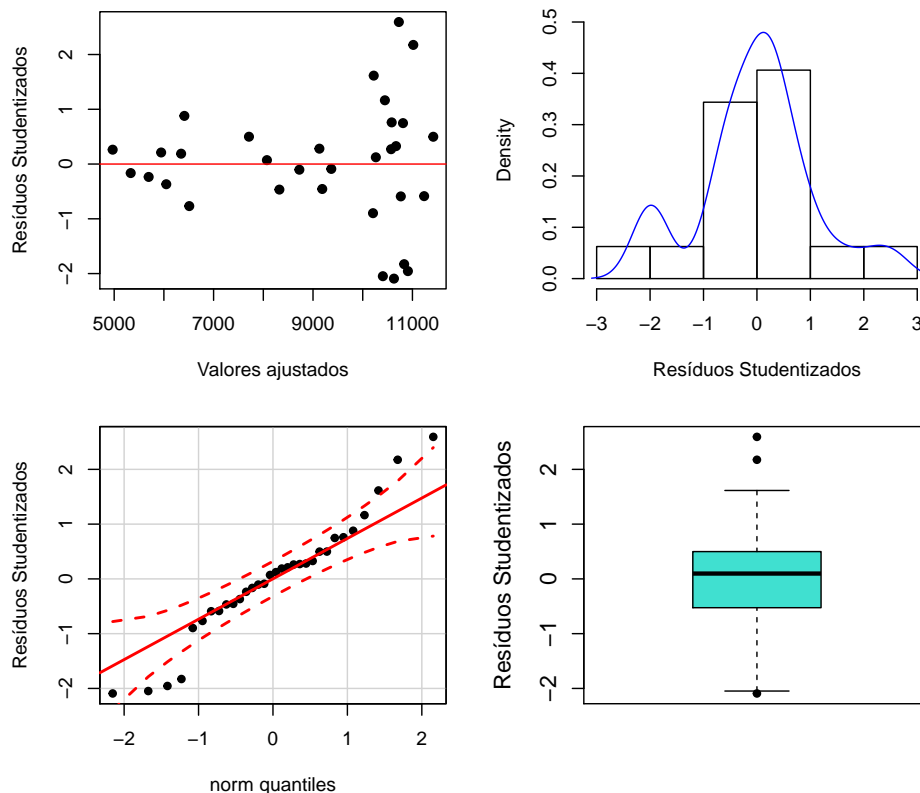 Resíduos Studentizados
2
1
0
−1
−2
5000 7000 9000 11000
Valores ajustados
Density
0.5
0.4
0.3
0.2
0.1
0.0
−3 −2 −1 0 1 2 3
Resíduos Studentizados
Resíduos Studentizados
2
1
0
−1
−2
−2 −1 0 1 2
norm quantiles
Resíduos Studentizados
2
1
0
−1
−2